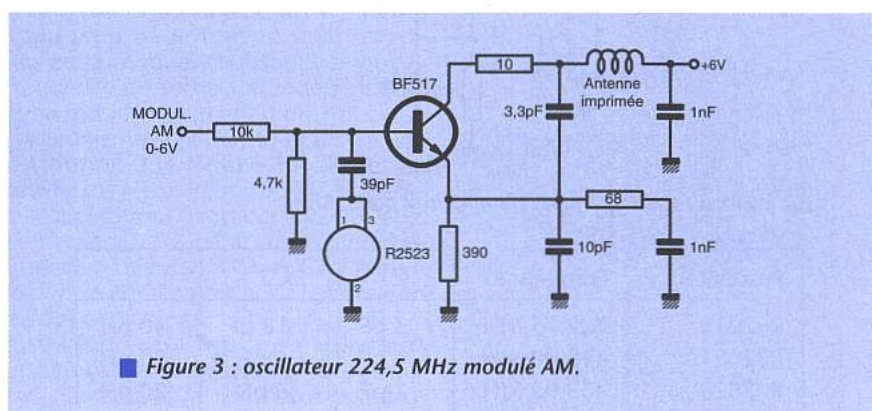 MODUL.
AM
0-6V
10k
4,7k
39pF
1
3
2
R2523
BF517
10
3,3pF
Antenne
imprimée
+6V
1nF
390
68
10pF
1nF
Figure 3 : oscillateur 224,5 MHz modulé AM.